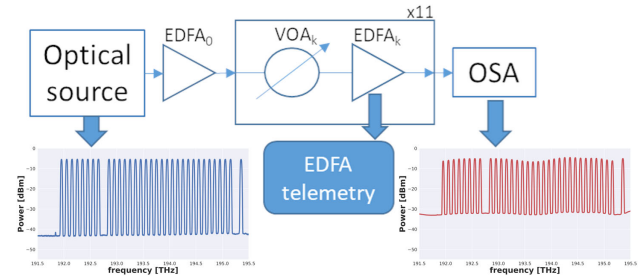 x11
EDFA0
VOAk
EDFAk
Optical
source
OSA
EDFA
telemetry
0
-10
-20
-30
-40
-50
Power [dBm]
191.5 192.0 192.5 193.0 193.5 194.0 194.5 195.0 195.5
frequency [THz]
0
-10
-20
-30
-40
-50
Power [dBm]
191.5 192.0 192.5 193.0 193.5 194.0 194.5 195.0 195.5
frequency [THz]